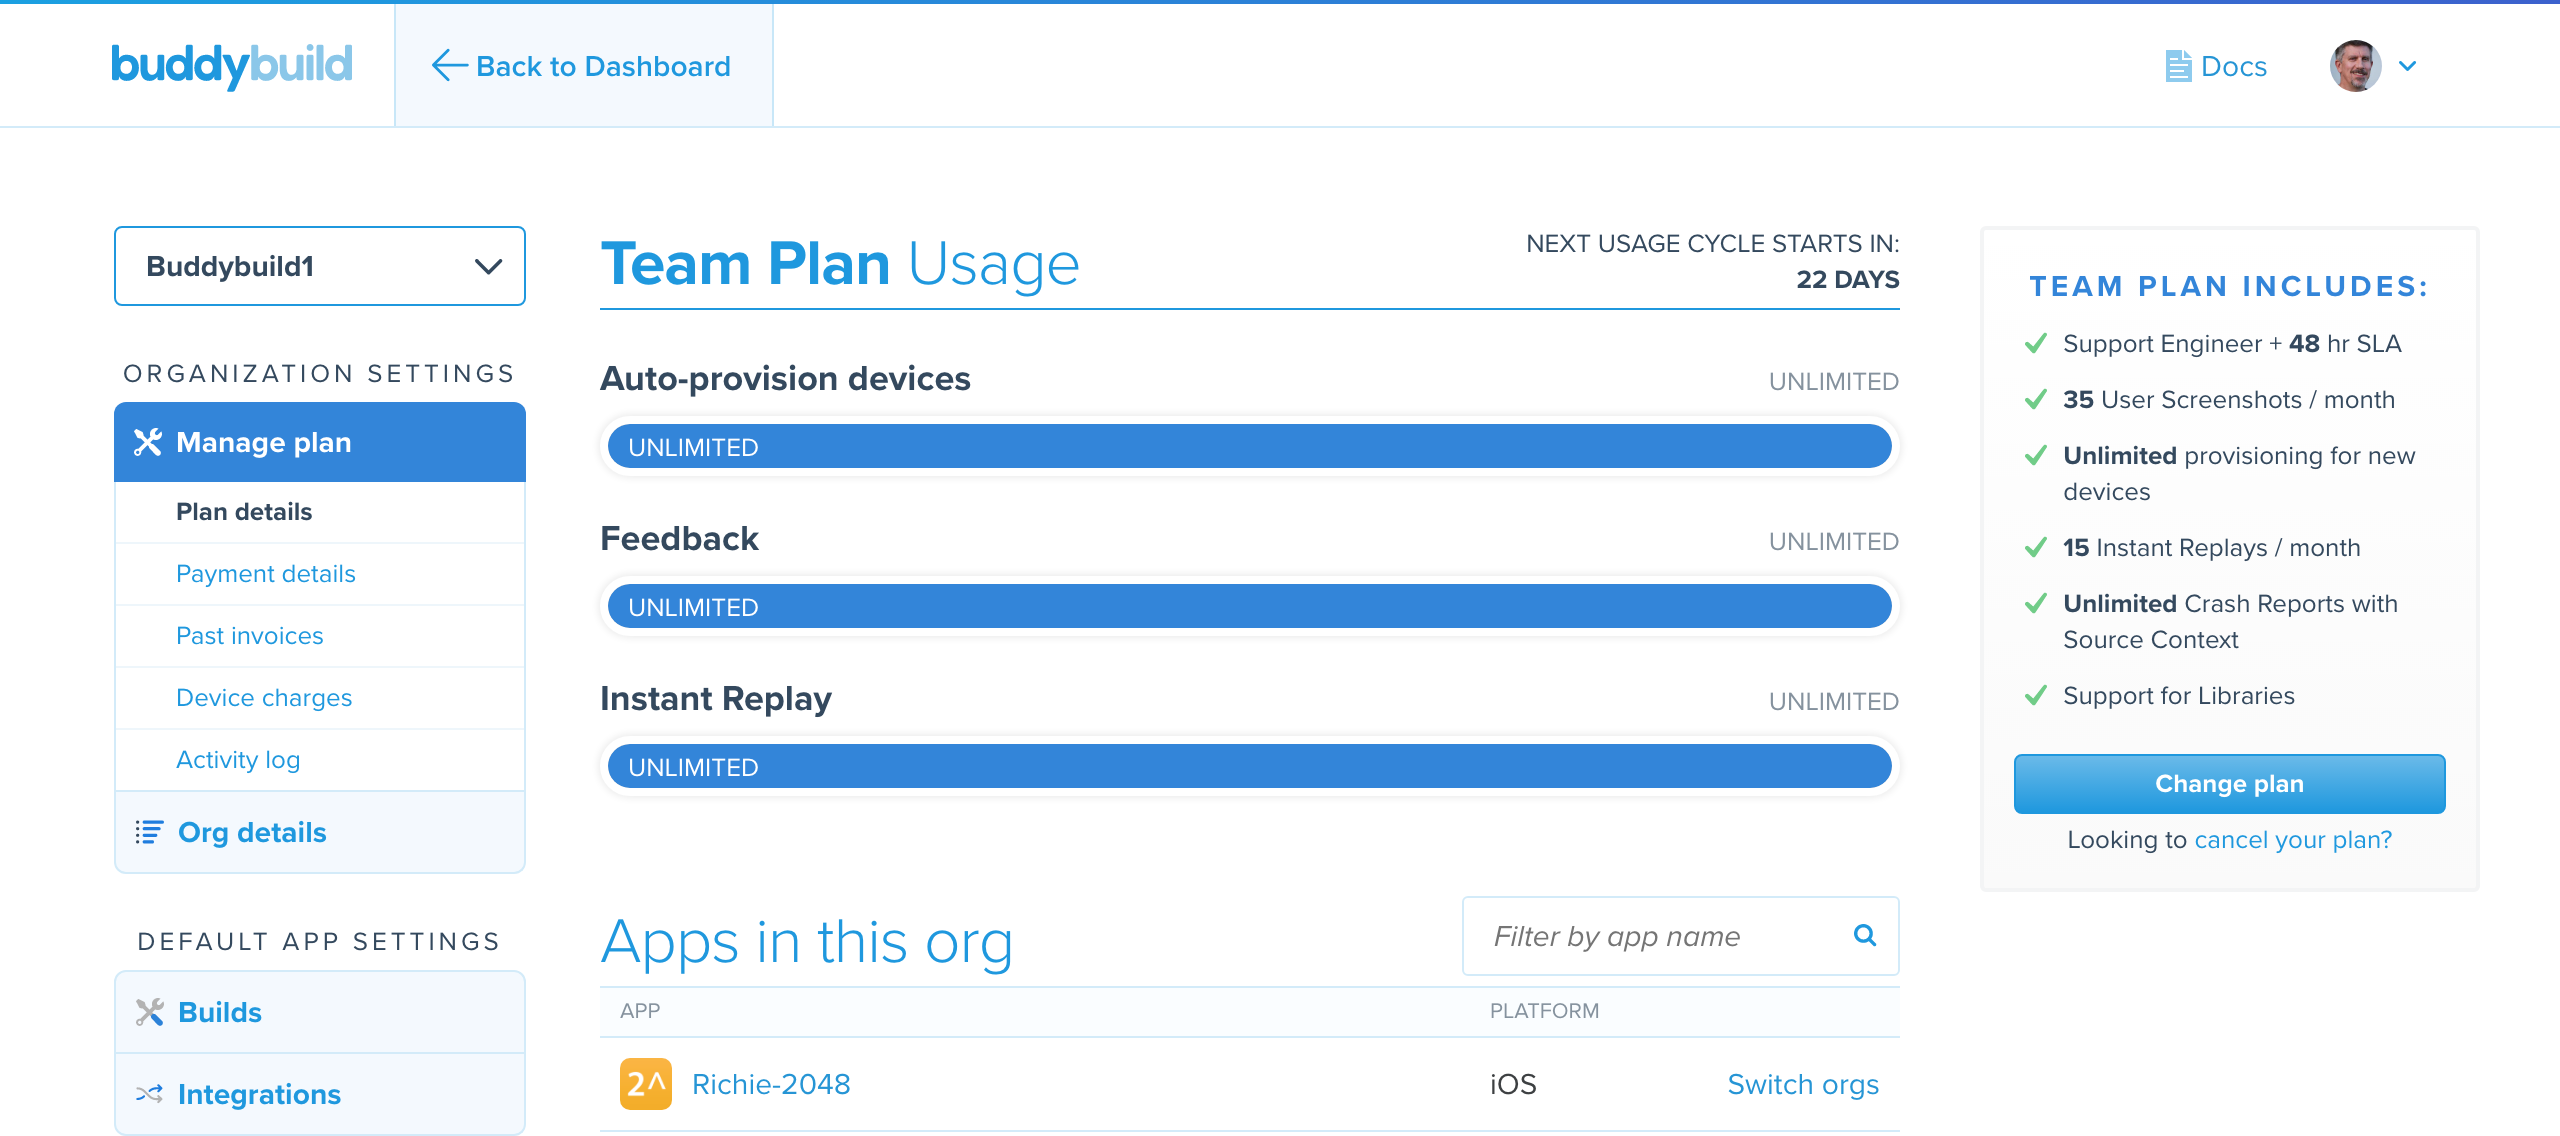 buddybuild
Back to Dashboard
Docs
Buddybuild1
ORGANIZATION SETTINGS
Manage plan
Plan details
Payment details
Past invoices
Device charges
Activity log
Org details
DEFAULT APP SETTINGS
Builds
Integrations
Team Plan Usage
NEXT USAGE CYCLE STARTS IN:
22 DAYS
Auto-provision devices
UNLIMITED
UNLIMITED
Feedback
UNLIMITED
UNLIMITED
Instant Replay
UNLIMITED
UNLIMITED
Apps in this org
Filter by app name
APP
PLATFORM
2^
Richie-2048
iOS
Switch orgs
TEAM PLAN INCLUDES:
Support Engineer + 48 hr SLA
35 User Screenshots / month
Unlimited provisioning for new
devices
15 Instant Replays / month
Unlimited Crash Reports with
Source Context
Support for Libraries
Change plan
Looking to cancel your plan?